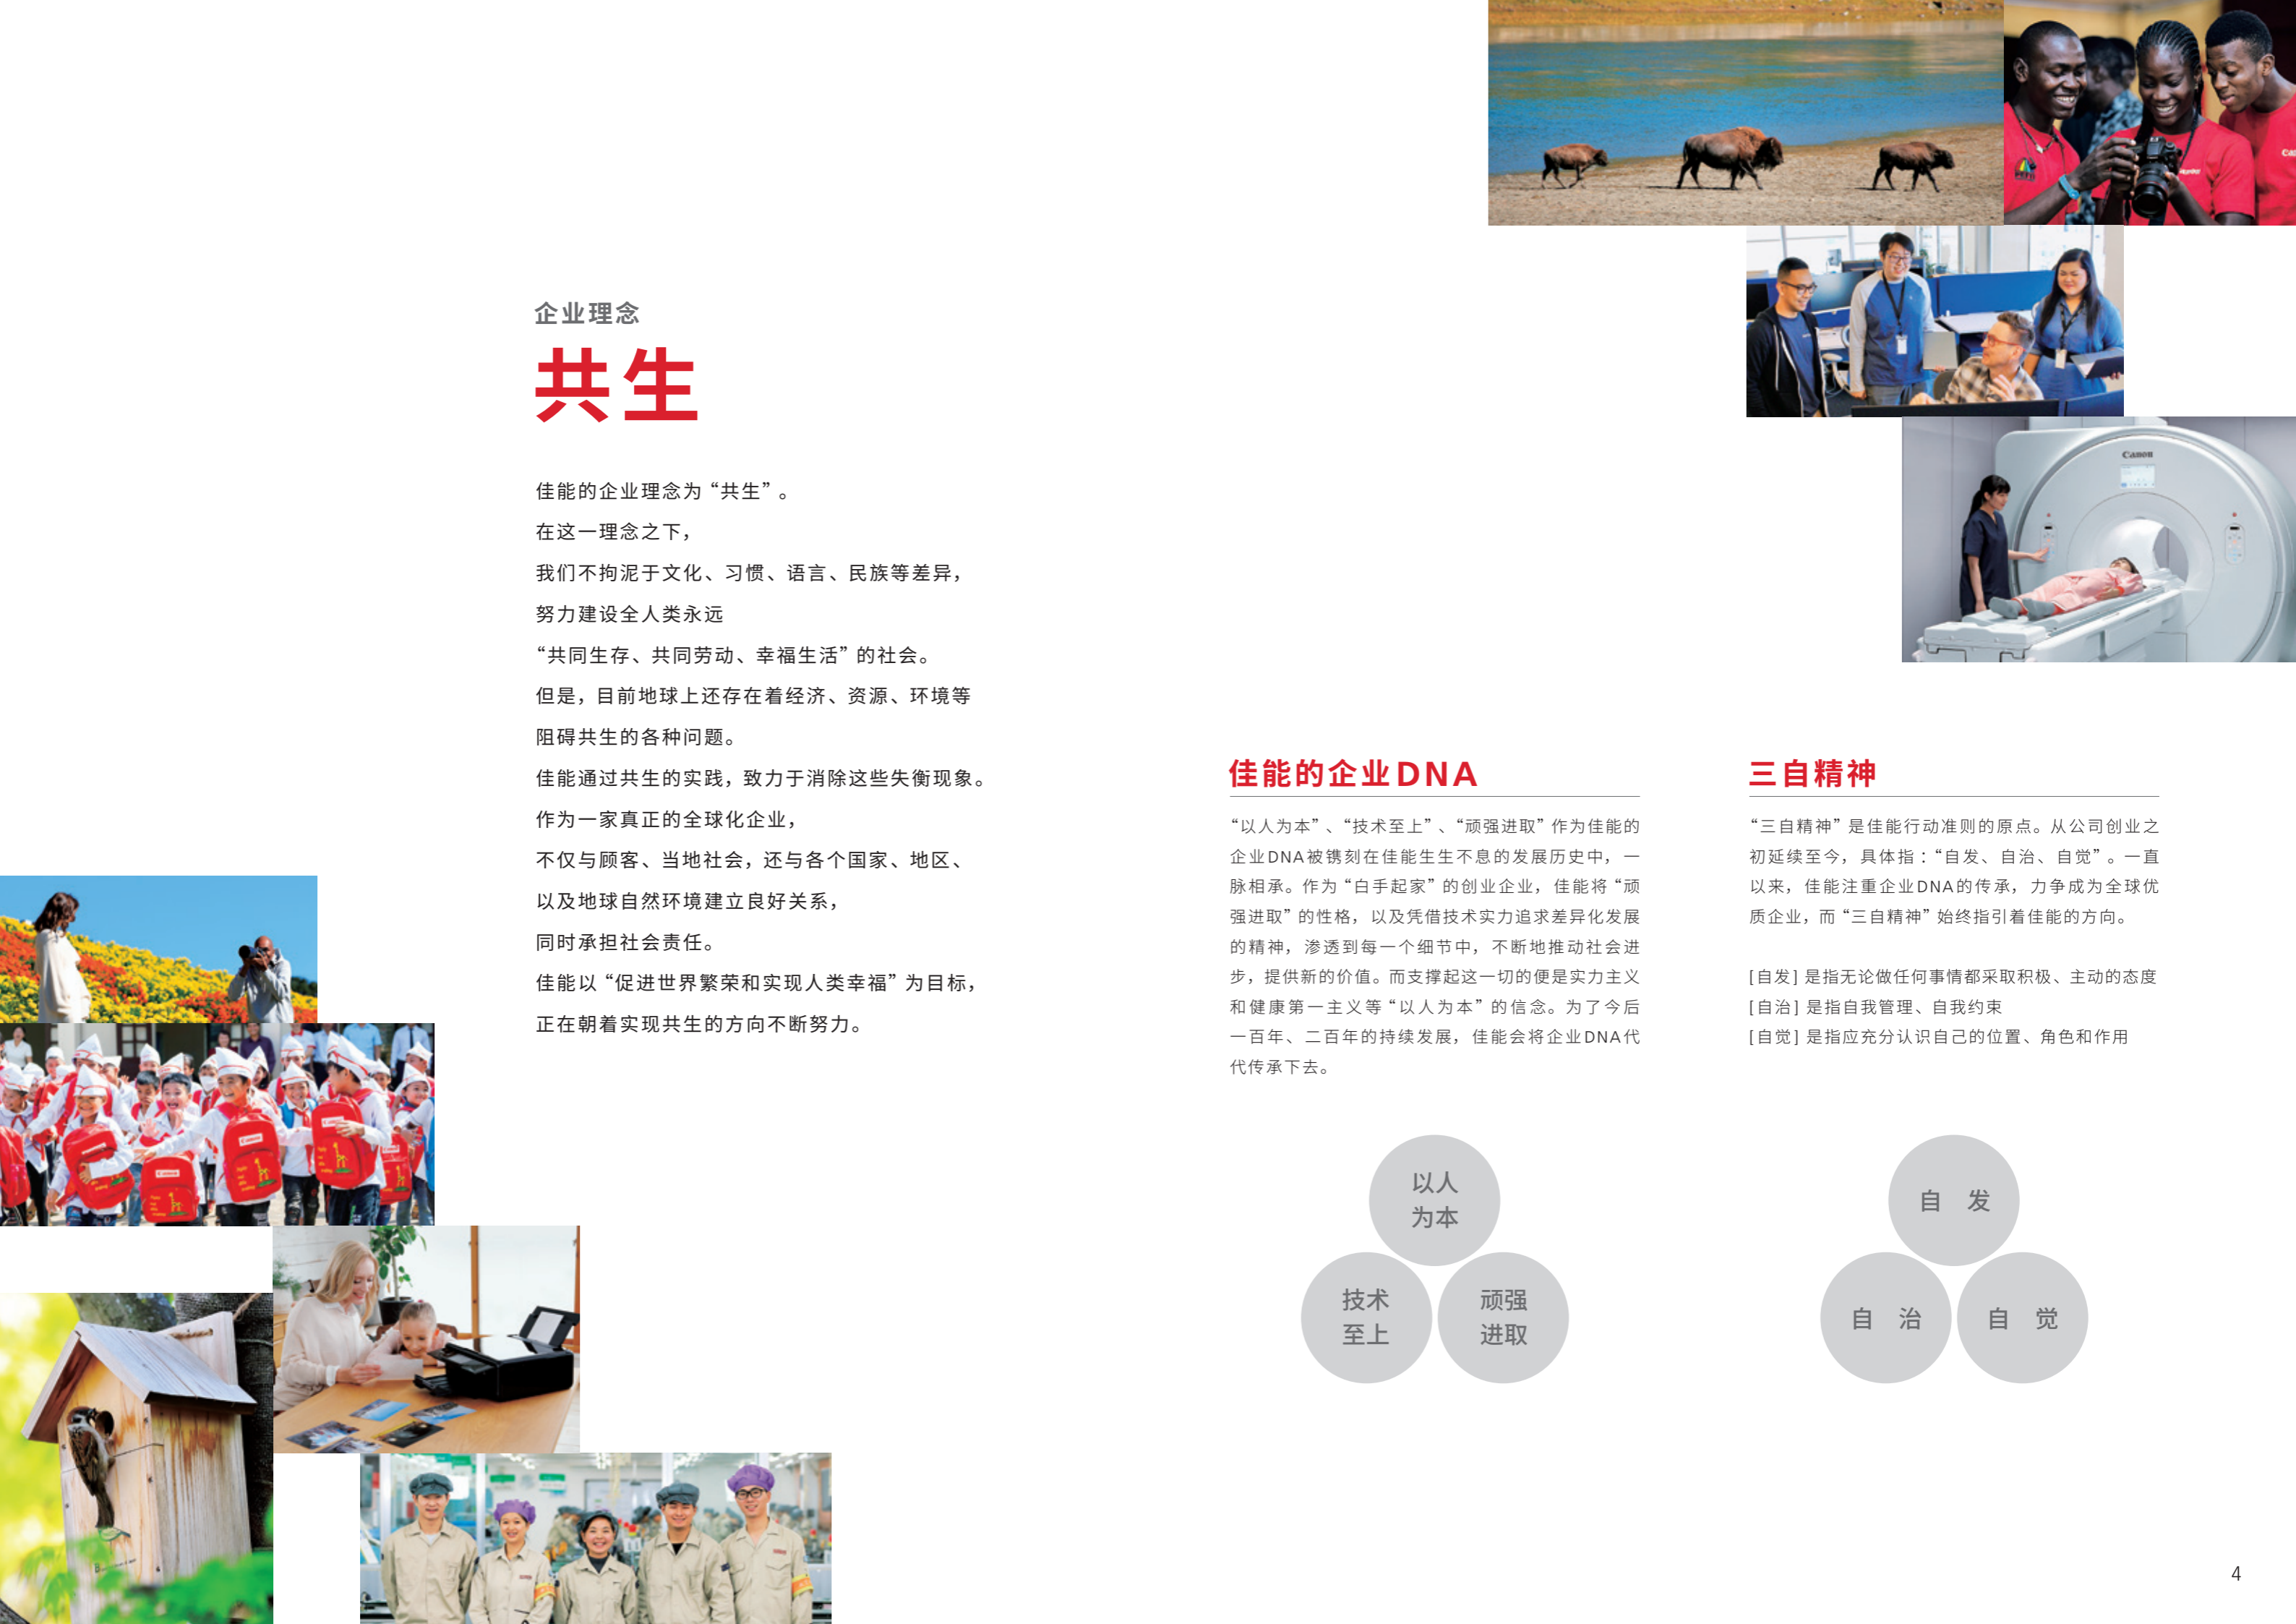 企业理念
共生
佳能的企业理念为“共生”。
在这一理念之下，
我们不拘泥于文化、习惯、语言、民族等差异，
努力建设全人类永远
“共同生存、共同劳动、幸福生活”的社会。
但是，目前地球上还存在着经济、资源、环境等
阻碍共生的各种问题。
佳能通过共生的实践，致力于消除这些失衡现象。
作为一家真正的全球化企业，
不仅与顾客、当地社会，还与各个国家、地区、
以及地球自然环境建立良好关系，
同时承担社会责任。
佳能以“促进世界繁荣和实现人类幸福”为目标，
正在朝着实现共生的方向不断努力。
Canon
佳能的企业DNA
“以人为本”、“技术至上”、“顽强进取”作为佳能的
企业DNA被镌刻在佳能生生不息的发展历史中，一
脉相承。作为“白手起家”的创业企业，佳能将“顽
强进取”的性格，以及凭借技术实力追求差异化发展
的精神，渗透到每一个细节中，不断地推动社会进
步，提供新的价值。而支撑起这一切的便是实力主义
和健康第一主义等“以人为本”的信念。为了今后
一百年、二百年的持续发展，佳能会将企业DNA代
代传承下去。
以人
为本
技术
至上
顽强
进取
三自精神
“三自精神”是佳能行动准则的原点。从公司创业之
初延续至今，具体指：“自发、自治、自觉”。一直
以来，佳能注重企业DNA的传承，力争成为全球优
质企业，而“三自精神”始终指引着佳能的方向。
[自发] 是指无论做任何事情都采取积极、主动的态度
[自治] 是指自我管理、自我约束
[自觉] 是指应充分认识自己的位置、角色和作用
自 发
自 治
自 觉
4